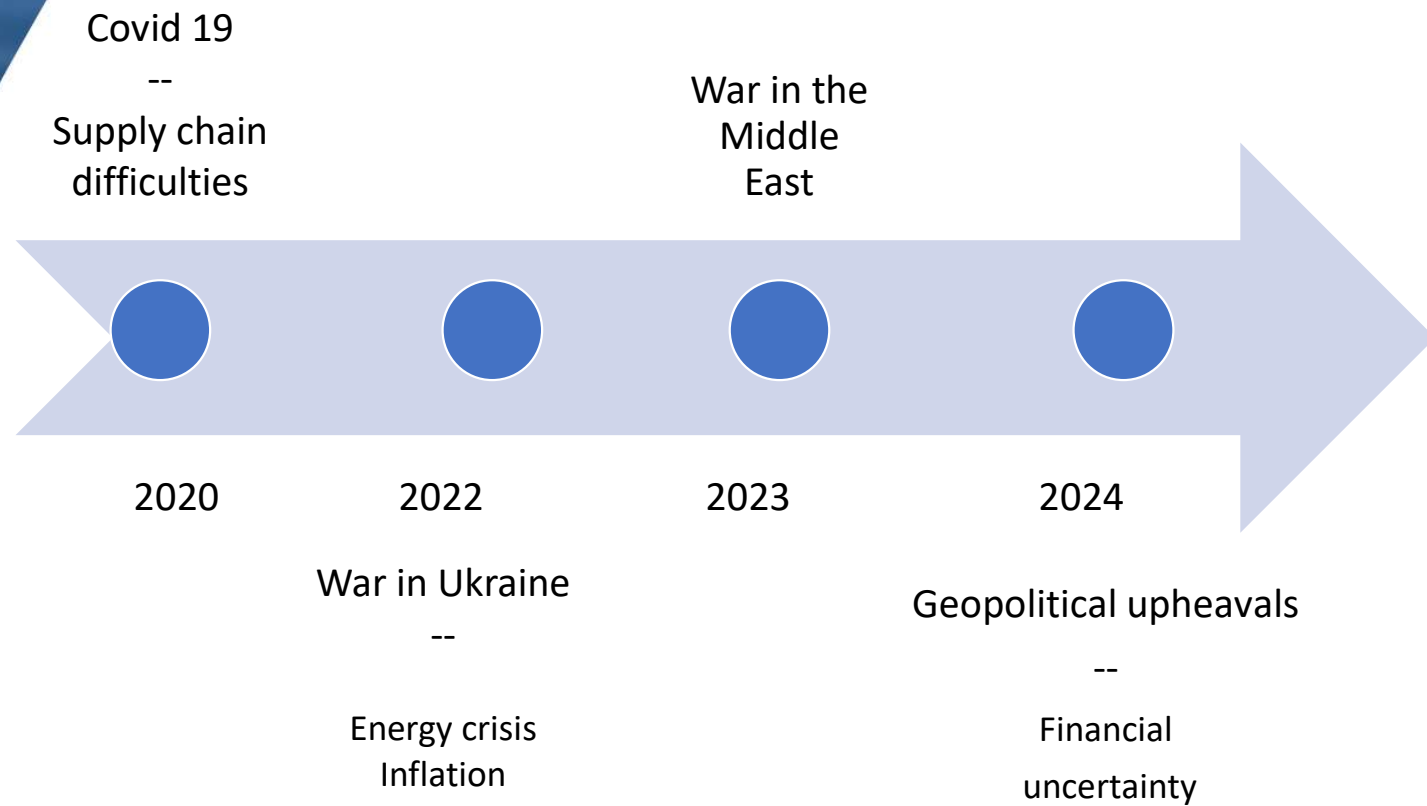 Covid 19
--
Supply chain
difficulties
War in the
Middle
East
2020
2022
2023
2024
War in Ukraine
--
Energy crisis
Inflation
Geopolitical upheavals
--
Financial
uncertainty